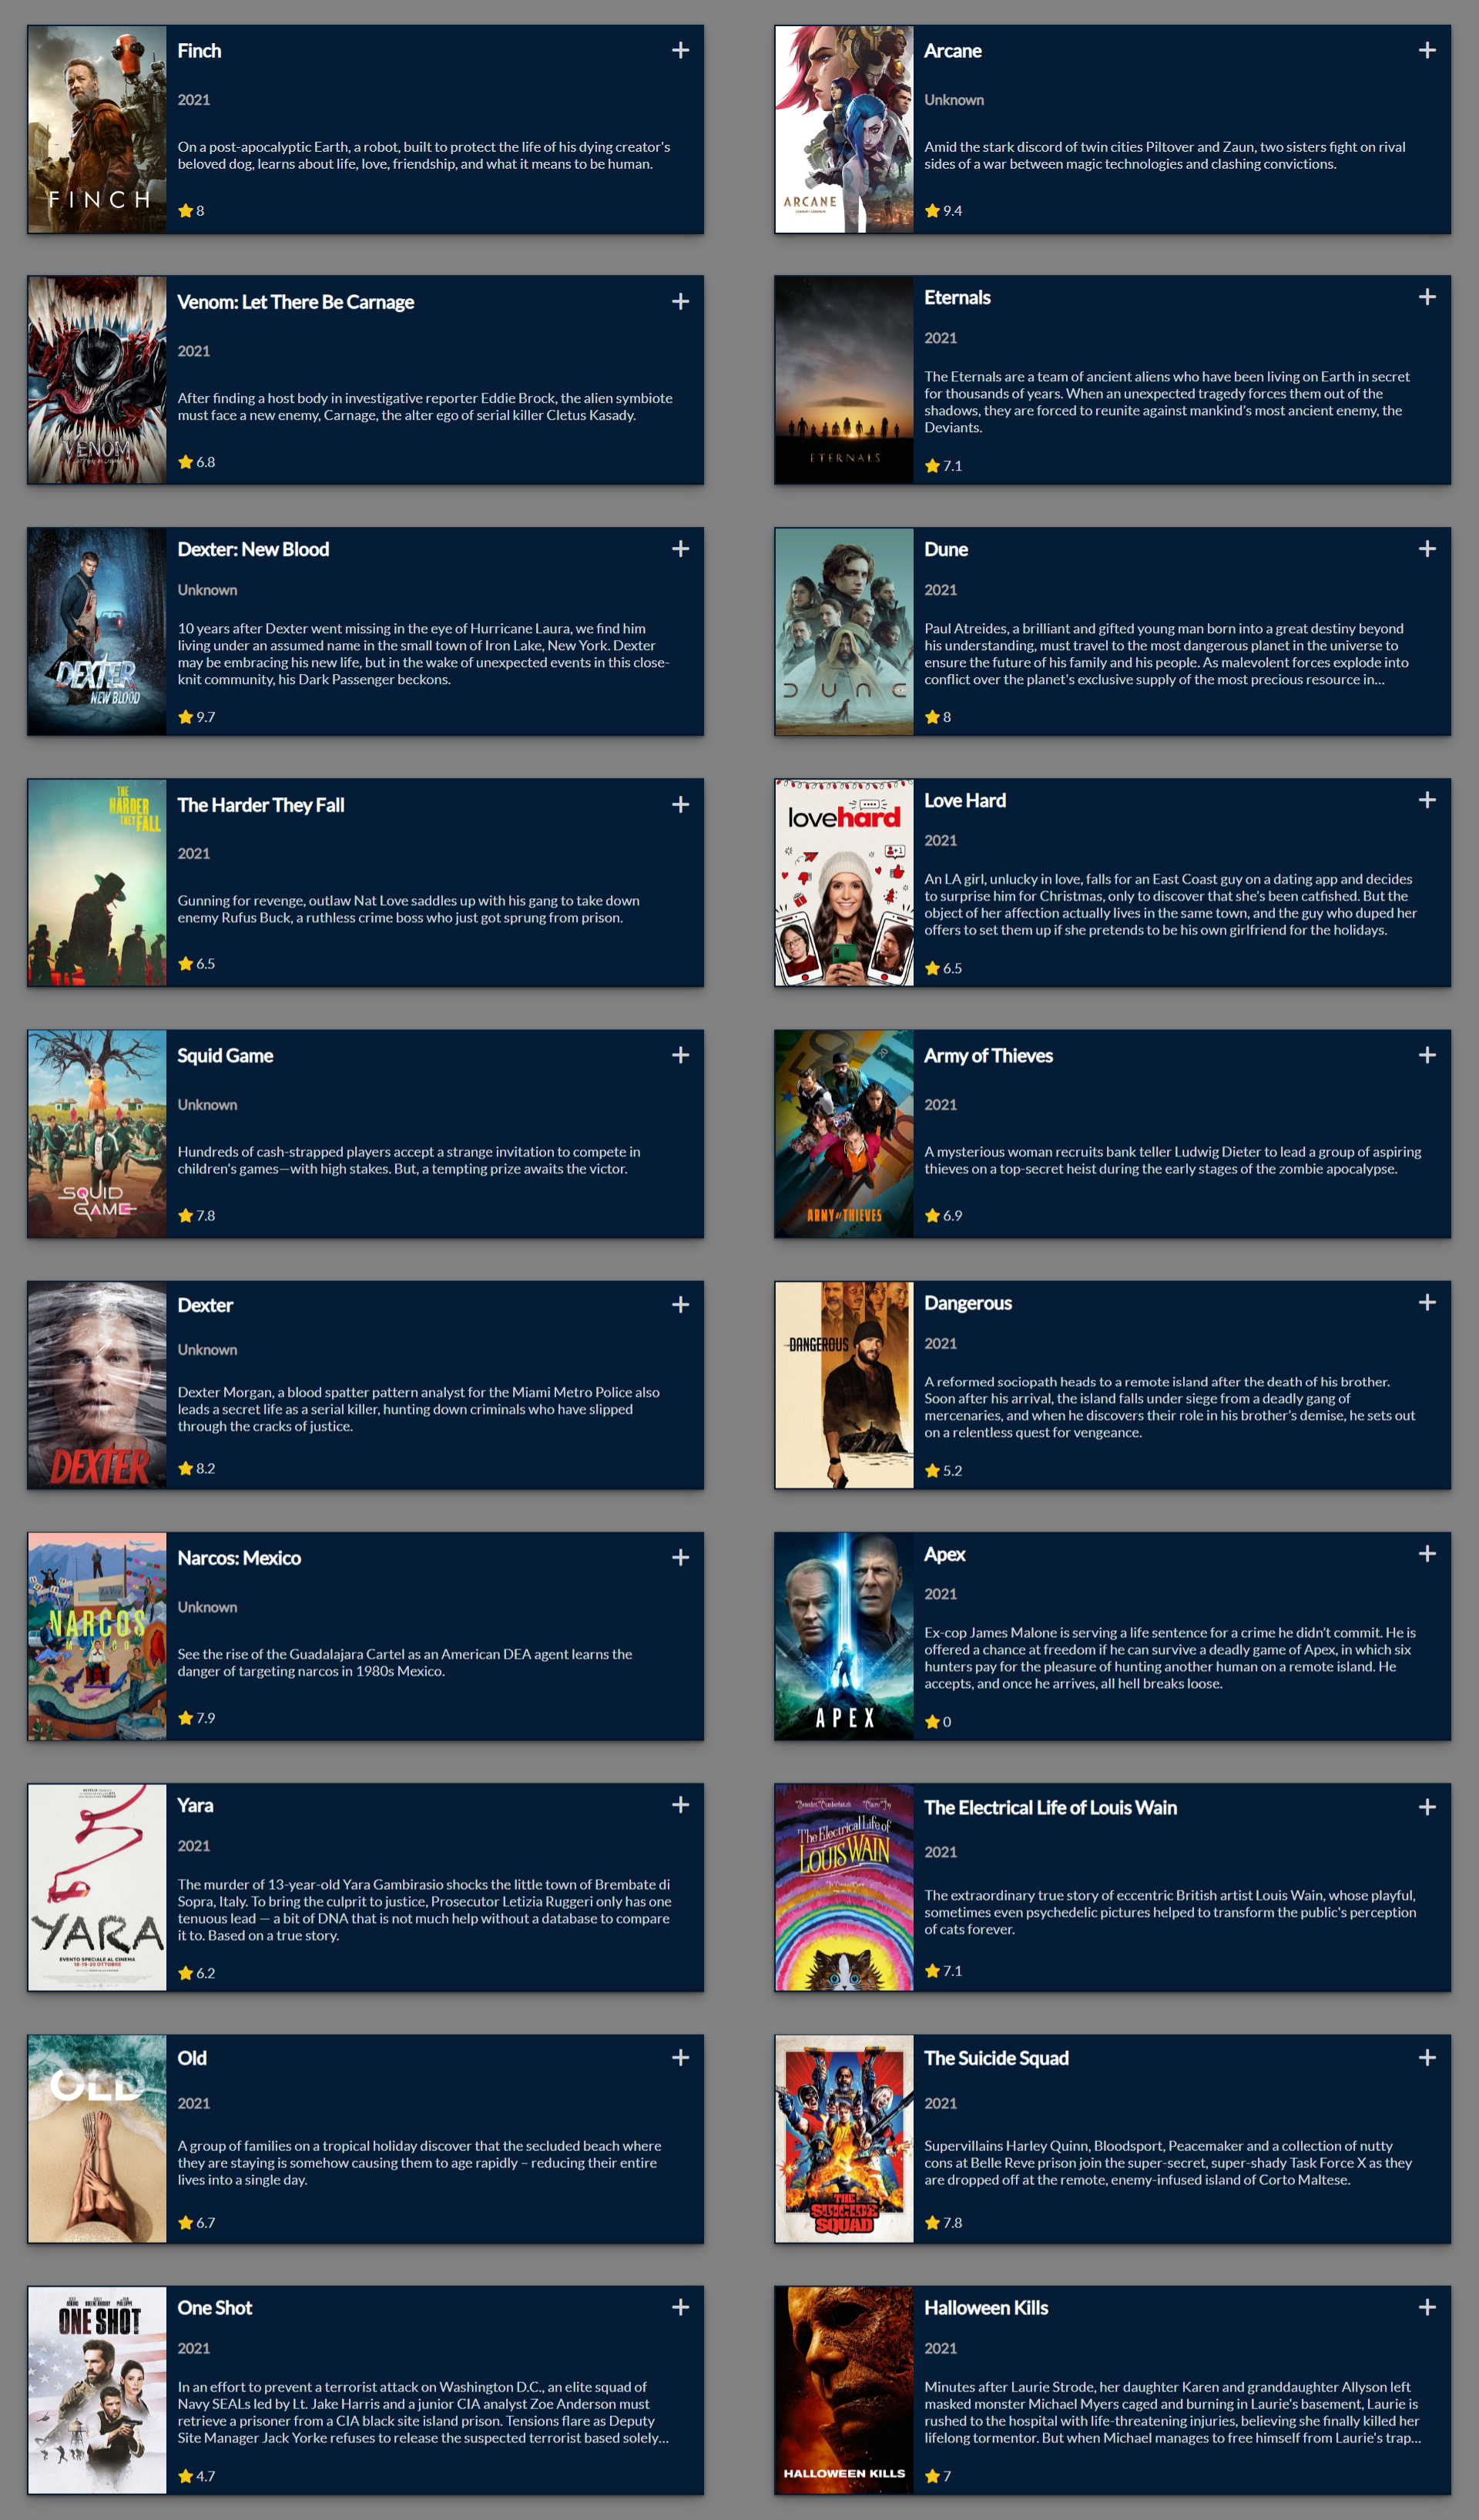 FINCH
Finch
2021
On a post-apocalyptic Earth, a robot, built to protect the life of his dying creator's
beloved dog, learns about life, love, friendship, and what it means to be human.
8
ARCANE
Arcane
Unknown
Amid the stark discord of twin cities Piltover and Zaun, two sisters fight on rival
sides of a war between magic technologies and clashing convictions.
9.4
VENOM
Venom: Let There Be Carnage
2021
After finding a host body in investigative reporter Eddie Brock, the alien symbiote
must face a new enemy, Carnage, the alter ego of serial killer Cletus Kasady.
6.8
ETERNALS
Eternals
2021
The Eternals are a team of ancient aliens who have been living on Earth in secret
for thousands of years. When an unexpected tragedy forces them out of the
shadows, they are forced to reunite against mankind's most ancient enemy, the
Deviants.
7.1
DEXTER
NEW BLOOD
Dexter: New Blood
Unknown
10 years after Dexter went missing in the eye of Hurricane Laura, we find him
living under an assumed name in the small town of Iron Lake, New York. Dexter
may be embracing his new life, but in the wake of unexpected events in this close-
knit community, his Dark Passenger beckons.
9.7
DUNE
Dune
2021
Paul Atreides, a brilliant and gifted young man born into a great destiny beyond
his understanding, must travel to the most dangerous planet in the universe to
ensure the future of his family and his people. As malevolent forces explode into
conflict over the planet's exclusive supply of the most precious resource in...
8
THE
HARDER
THEY
FALL
The Harder They Fall
2021
Gunning for revenge, outlaw Nat Love saddles up with his gang to take down
enemy Rufus Buck, a ruthless crime boss who just got sprung from prison.
6.5
lovehard
Love Hard
2021
An LA girl, unlucky in love, falls for an East Coast guy on a dating app and decides
to surprise him for Christmas, only to discover that she's been catfished. But the
object of her affection actually lives in the same town, and the guy who duped her
offers to set them up if she pretends to be his own girlfriend for the holidays.
6.5
SQUID
GAME
Squid Game
Unknown
Hundreds of cash-strapped players accept a strange invitation to compete in
children's games—with high stakes. But, a tempting prize awaits the victor.
7.8
ARMY OF THIEVES
Army of Thieves
2021
A mysterious woman recruits bank teller Ludwig Dieter to lead a group of aspiring
thieves on a top-secret heist during the early stages of the zombie apocalypse.
6.9
DEXTER
Dexter
Unknown
Dexter Morgan, a blood spatter pattern analyst for the Miami Metro Police also
leads a secret life as a serial killer, hunting down criminals who have slipped
through the cracks of justice.
8.2
DANGEROUS
Dangerous
2021
A reformed sociopath heads to a remote island after the death of his brother.
Soon after his arrival, the island falls under siege from a deadly gang of
mercenaries, and when he discovers their role in his brother's demise, he sets out
on a relentless quest for vengeance.
5.2
NARCOS
MEXICO
Narcos: Mexico
Unknown
See the rise of the Guadalajara Cartel as an American DEA agent learns the
danger of targeting narcos in 1980s Mexico.
7.9
APEX
Apex
2021
Ex-cop James Malone is serving a life sentence for a crime he didn't commit. He is
offered a chance at freedom if he can survive a deadly game of Apex, in which six
hunters pay for the pleasure of hunting another human on a remote island. He
accepts, and once he arrives, all hell breaks loose.
0
YARA
EVENTO SPECIALE AL CINEMA
18-19-20 OTTOBRE
Yara
2021
The murder of 13-year-old Yara Gambirasio shocks the little town of Brembate di
Sopra, Italy. To bring the culprit to justice, Prosecutor Letizia Ruggeri only has one
tenuous lead — a bit of DNA that is not much help without a database to compare
it to. Based on a true story.
6.2
The Electrical Life of
LOUIS WAIN
The Electrical Life of Louis Wain
2021
The extraordinary true story of eccentric British artist Louis Wain, whose playful,
sometimes even psychedelic pictures helped to transform the public's perception
of cats forever.
7.1
OLD
Old
2021
A group of families on a tropical holiday discover that the secluded beach where
they are staying is somehow causing them to age rapidly – reducing their entire
lives into a single day.
6.7
THE
SUICIDE
SQUAD
The Suicide Squad
2021
Supervillains Harley Quinn, Bloodsport, Peacemaker and a collection of nutty
cons at Belle Reve prison join the super-secret, super-shady Task Force X as they
are dropped off at the remote, enemy-infused island of Corto Maltese.
7.8
ONE SHOT
One Shot
2021
In an effort to prevent a terrorist attack on Washington D.C., an elite squad of
Navy SEALs led by Lt. Jake Harris and a junior CIA analyst Zoe Anderson must
retrieve a prisoner from a CIA black site island prison. Tensions flare as Deputy
Site Manager Jack Yorke refuses to release the suspected terrorist based solely...
4.7
HALLOWEEN KILLS
Halloween Kills
2021
Minutes after Laurie Strode, her daughter Karen and granddaughter Allyson left
masked monster Michael Myers caged and burning in Laurie's basement, Laurie is
rushed to the hospital with life-threatening injuries, believing she finally killed her
lifelong tormentor. But when Michael manages to free himself from Laurie's trap...
7